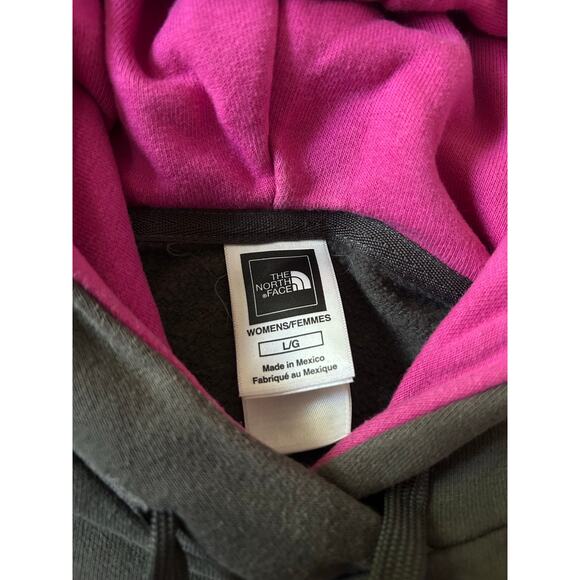 THE
NORTH
®FACE
WOMENS/FEMMES
L/G
Made in Mexico
Fabriqué au Mexique